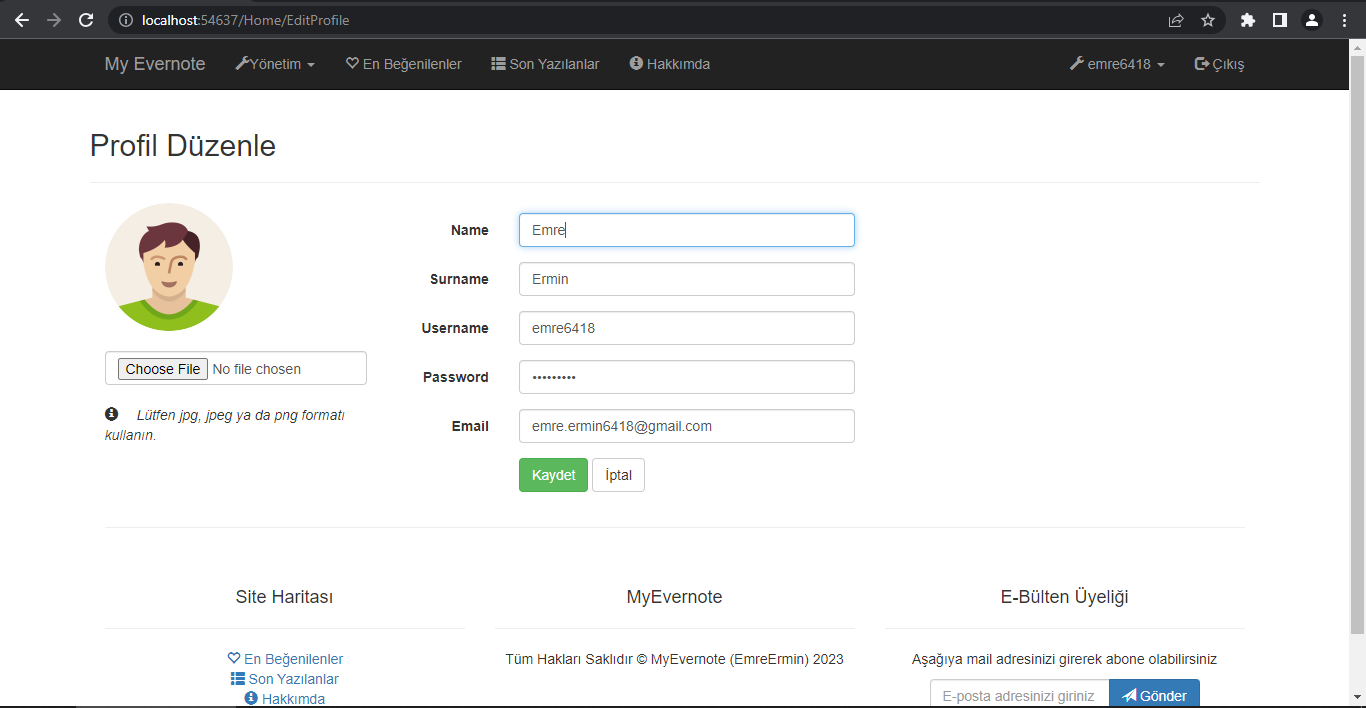 localhost:54637/Home/EditProfile
My Evernote Yönetim En Beğenilenler Son Yazılanlar Hakkımda emre6418 Çıkış
Profil Düzenle
Name Emre
Surname Ermin
Username emre6418
Choose File No file chosen
Password •••••••••
Lütfen jpg, jpeg ya da png formatı
kullanın.
Email emre.ermin6418@gmail.com
Kaydet İptal
Site Haritası
En Beğenilenler
Son Yazılanlar
Hakkımda
MyEvernote
Tüm Hakları Saklıdır © MyEvernote (EmreErmin) 2023
E-Bülten Üyeliği
Aşağıya mail adresinizi girerek abone olabilirsiniz
E-posta adresinizi giriniz Gönder